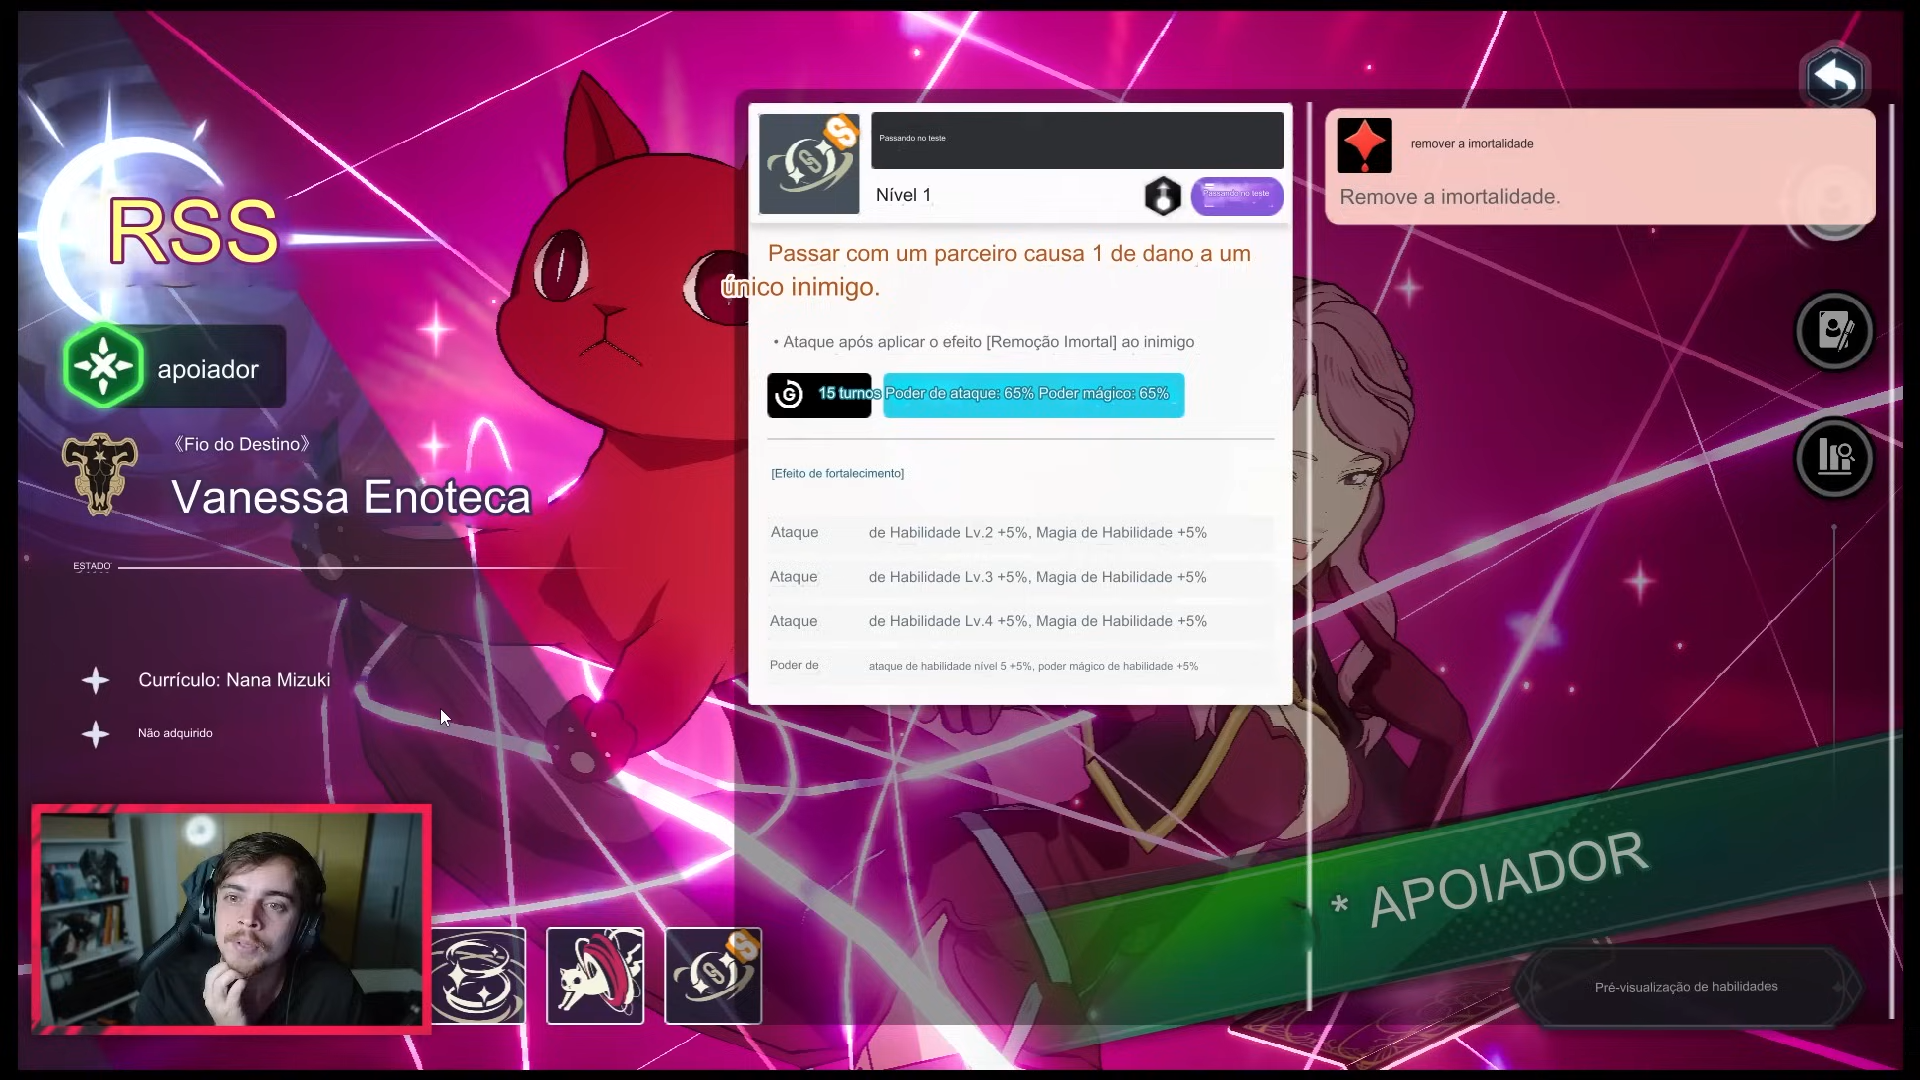 RSS
apoiador
《Fio do Destino》
Vanessa Enoteca
ESTADO
Currículo: Nana Mizuki
Não adquirido
S
Passando no teste
Nível 1
Passando no teste
Passar com um parceiro causa 1 de dano a um
único inimigo.
• Ataque após aplicar o efeito [Remoção Imortal] ao inimigo
15 turnos Poder de ataque: 65% Poder mágico: 65%
[Efeito de fortalecimento]
Ataque de Habilidade Lv.2 +5%, Magia de Habilidade +5%
Ataque de Habilidade Lv.3 +5%, Magia de Habilidade +5%
Ataque de Habilidade Lv.4 +5%, Magia de Habilidade +5%
Poder de ataque de habilidade nível 5 +5%, poder mágico de habilidade +5%
remover a imortalidade
Remove a imortalidade.
* APOIADOR
S
Pré-visualização de habilidades